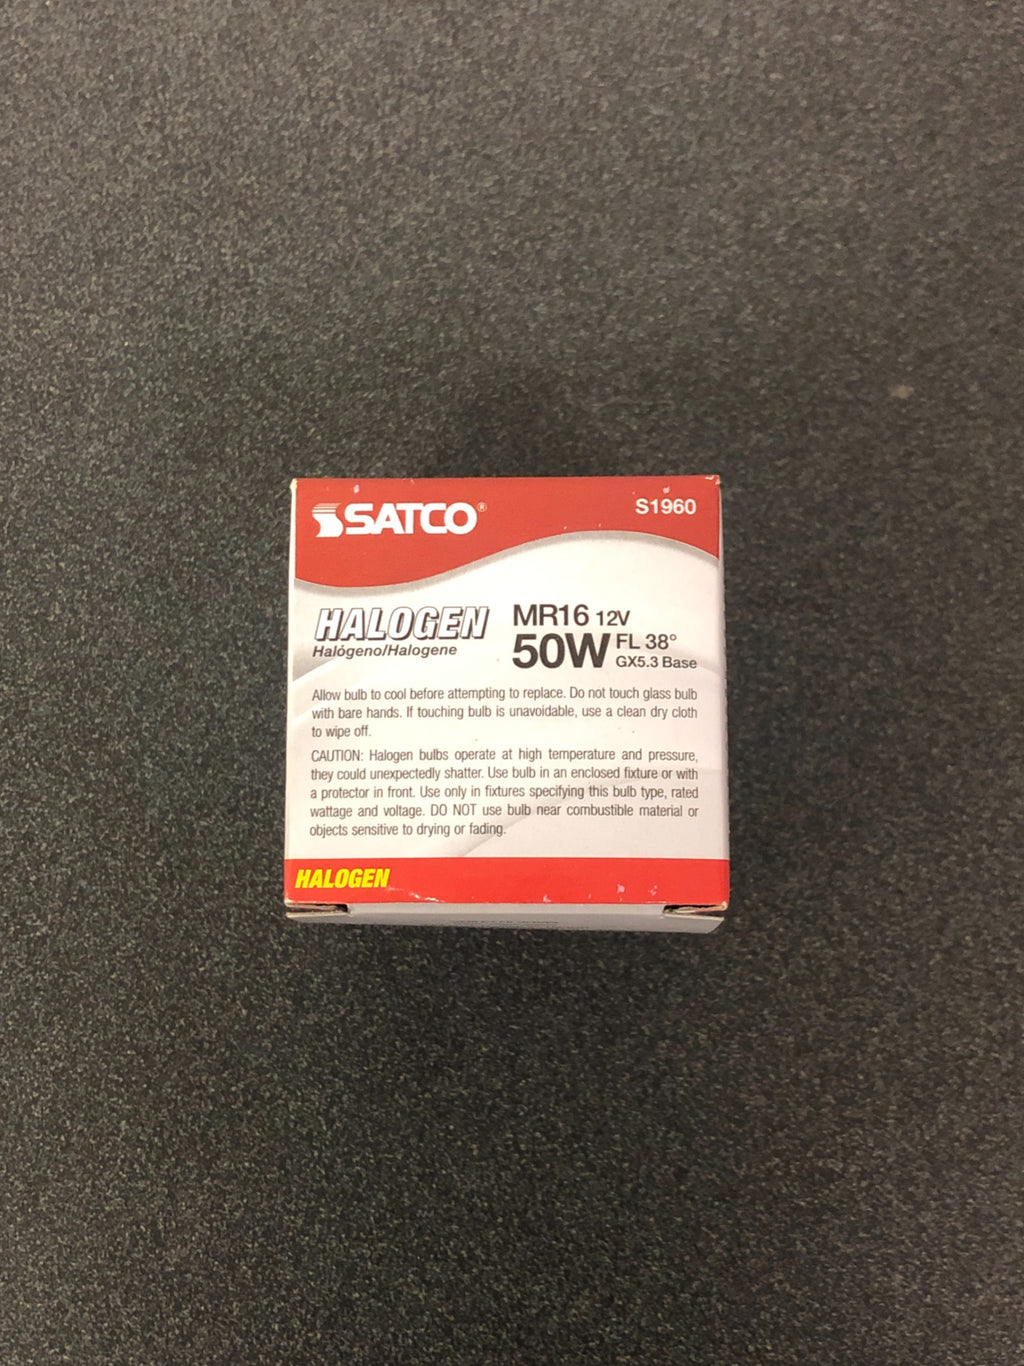 SATCO®
S1960
HALOGEN
Halógeno/Halogene
MR16 12V
50W FL 38°
GX5.3 Base
Allow bulb to cool before attempting to replace. Do not touch glass bulb
with bare hands. If touching bulb is unavoidable, use a clean dry cloth
to wipe off.
CAUTION: Halogen bulbs operate at high temperature and pressure,
they could unexpectedly shatter. Use bulb in an enclosed fixture or with
a protector in front. Use only in fixtures specifying this bulb type, rated
wattage and voltage. DO NOT use bulb near combustible material or
objects sensitive to drying or fading.
HALOGEN